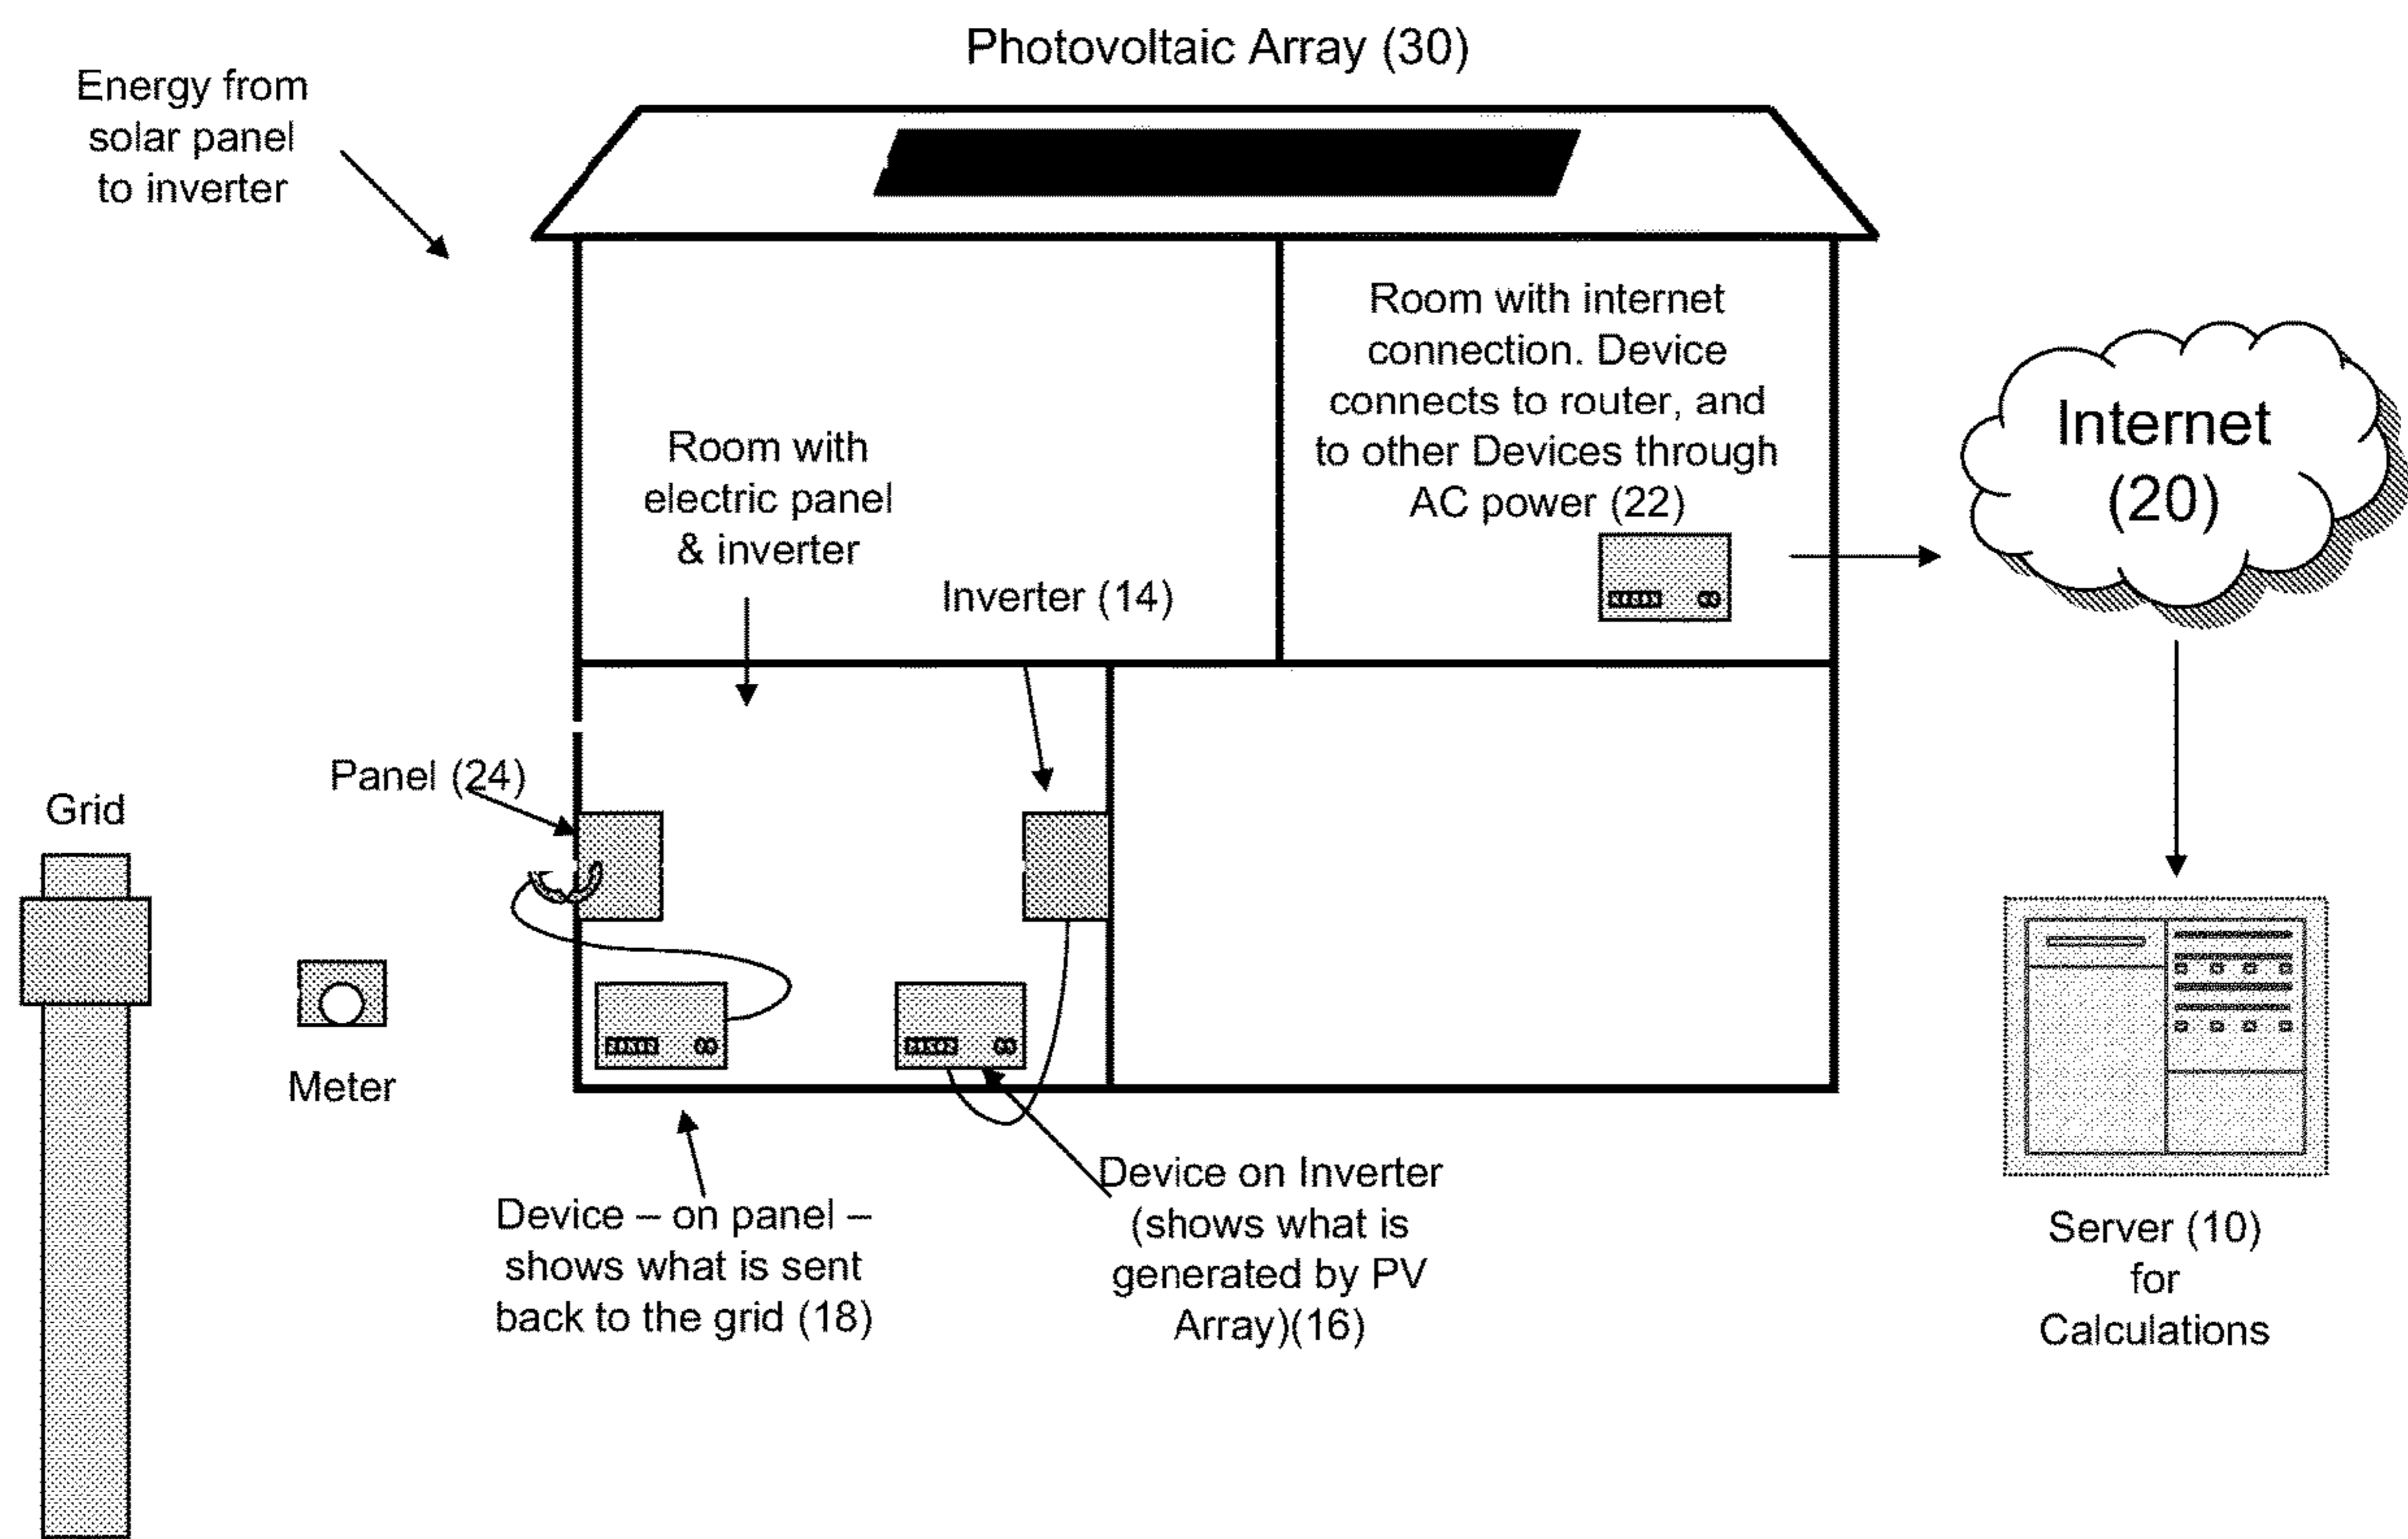 Photovoltaic Array (30)
Energy from
solar panel
to inverter
Room with internet
connection. Device
connects to router, and
to other Devices through
AC power (22)
Internet
(20)
Room with
electric panel
& inverter
Inverter (14)
Panel (24)
Grid
Meter
Device – on panel –
shows what is sent
back to the grid (18)
Device on Inverter
(shows what is
generated by PV
Array)(16)
Server (10)
for
Calculations